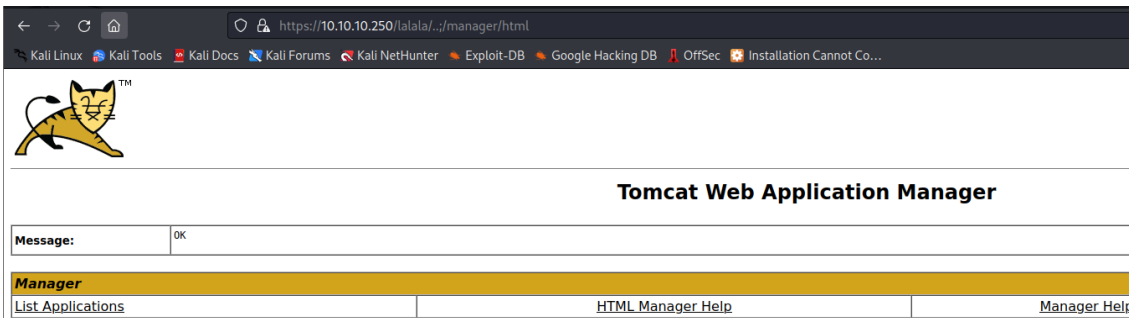 https://10.10.10.250/lalala/..;/manager/html
Kali Linux Kali Tools Kali Docs Kali Forums Kali NetHunter Exploit-DB Google Hacking DB OffSec Installation Cannot Co...
TM
Tomcat Web Application Manager
Message: OK
Manager
List Applications HTML Manager Help Manager Help